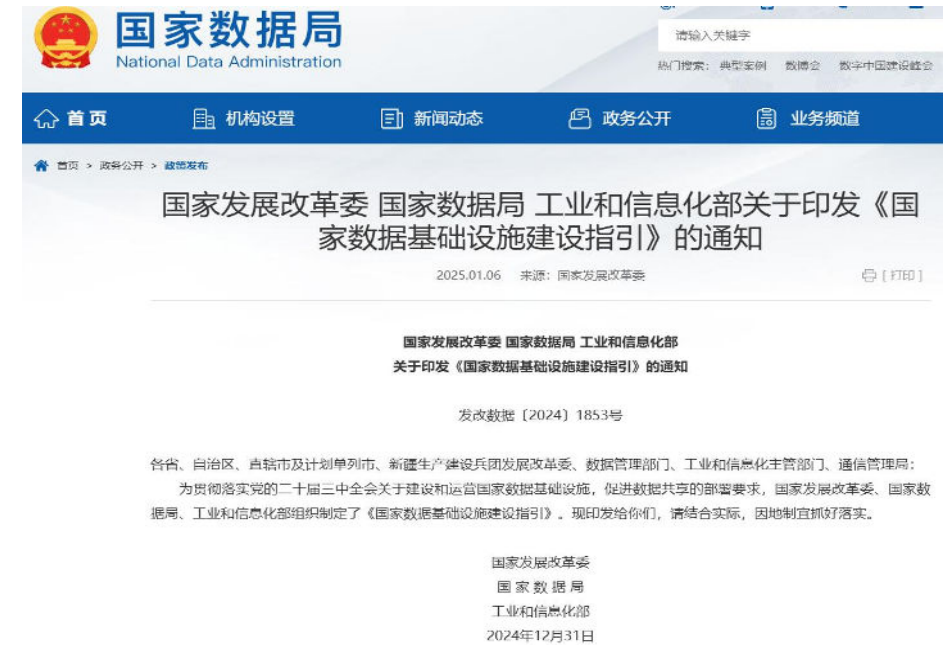 国家数据局
National Data Administration
请输入关键字
热门搜索： 典型案例 数博会 数字中国建设峰会
首页 机构设置 新闻动态 政务公开 业务频道
首页 > 政务公开 > 政策发布
国家发展改革委 国家数据局 工业和信息化部关于印发《国
家数据基础设施建设指引》的通知
2025.01.06 来源：国家发展改革委 [打印]
国家发展改革委 国家数据局 工业和信息化部
关于印发《国家数据基础设施建设指引》的通知
发改数据〔2024〕1853号
各省、自治区、直辖市及计划单列市、新疆生产建设兵团发展改革委、数据管理部门、工业和信息化主管部门、通信管理局：
为贯彻落实党的二十届三中全会关于建设和运营国家数据基础设施，促进数据共享的部署要求，国家发展改革委、国家数
据局、工业和信息化部组织制定了《国家数据基础设施建设指引》。现印发给你们，请结合实际，因地制宜抓好落实。
国家发展改革委
国 家 数 据 局
工业和信息化部
2024年12月31日